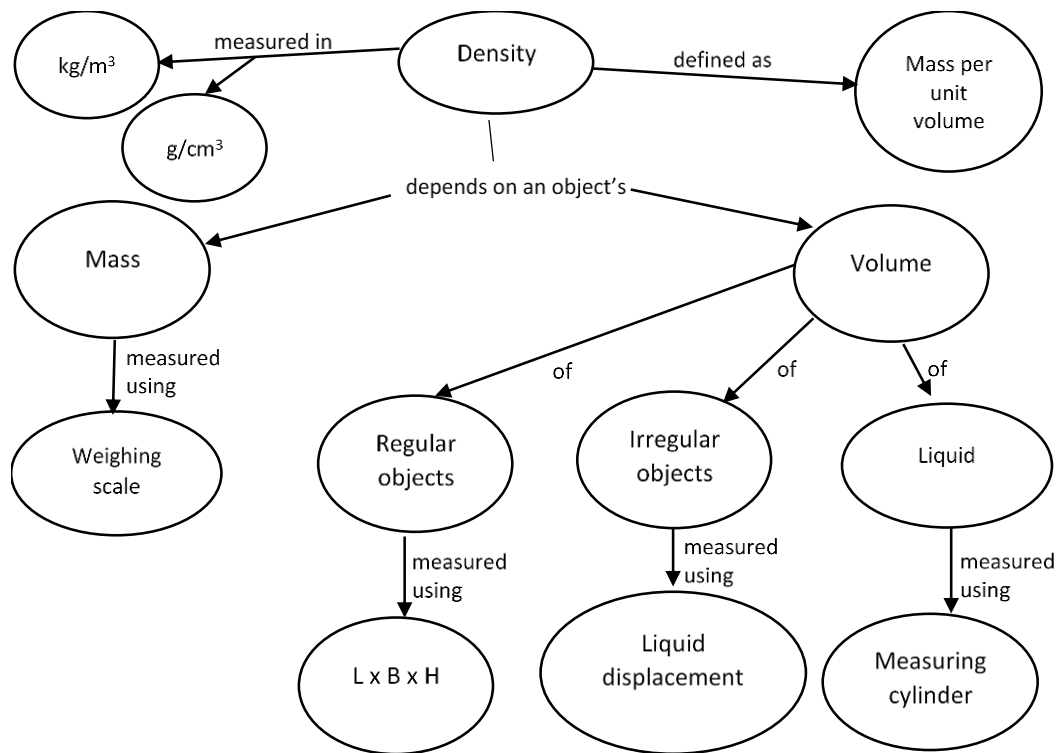 measured in
Density
kg/m³
defined as
Mass per
unit
volume
g/cm³
depends on an object’s
Mass
Volume
measured
using
of
of
of
Weighing
scale
Regular
objects
Irregular
objects
Liquid
measured
using
measured
using
measured
using
L x B x H
Liquid
displacement
Measuring
cylinder